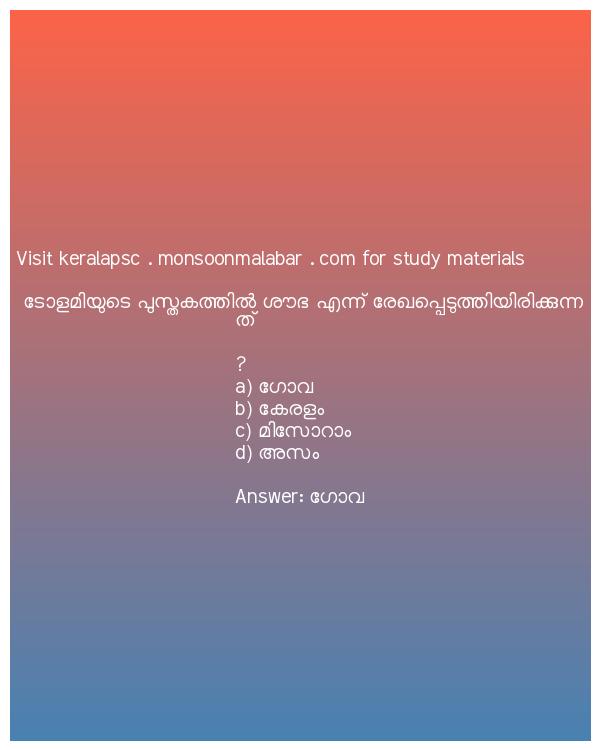 Visit keralapsc . monsoonmalabar . com for study materials
ടോളമിയുടെ പുസ്തകത്തിൽ ശൗഭ എന്ന് രേഖപ്പെടുത്തിയിരിക്കുന്ന
ത്
?
a) ഗോവ
b) കേരളം
c) മിസോറാം
d) അസം
Answer: ഗോവ